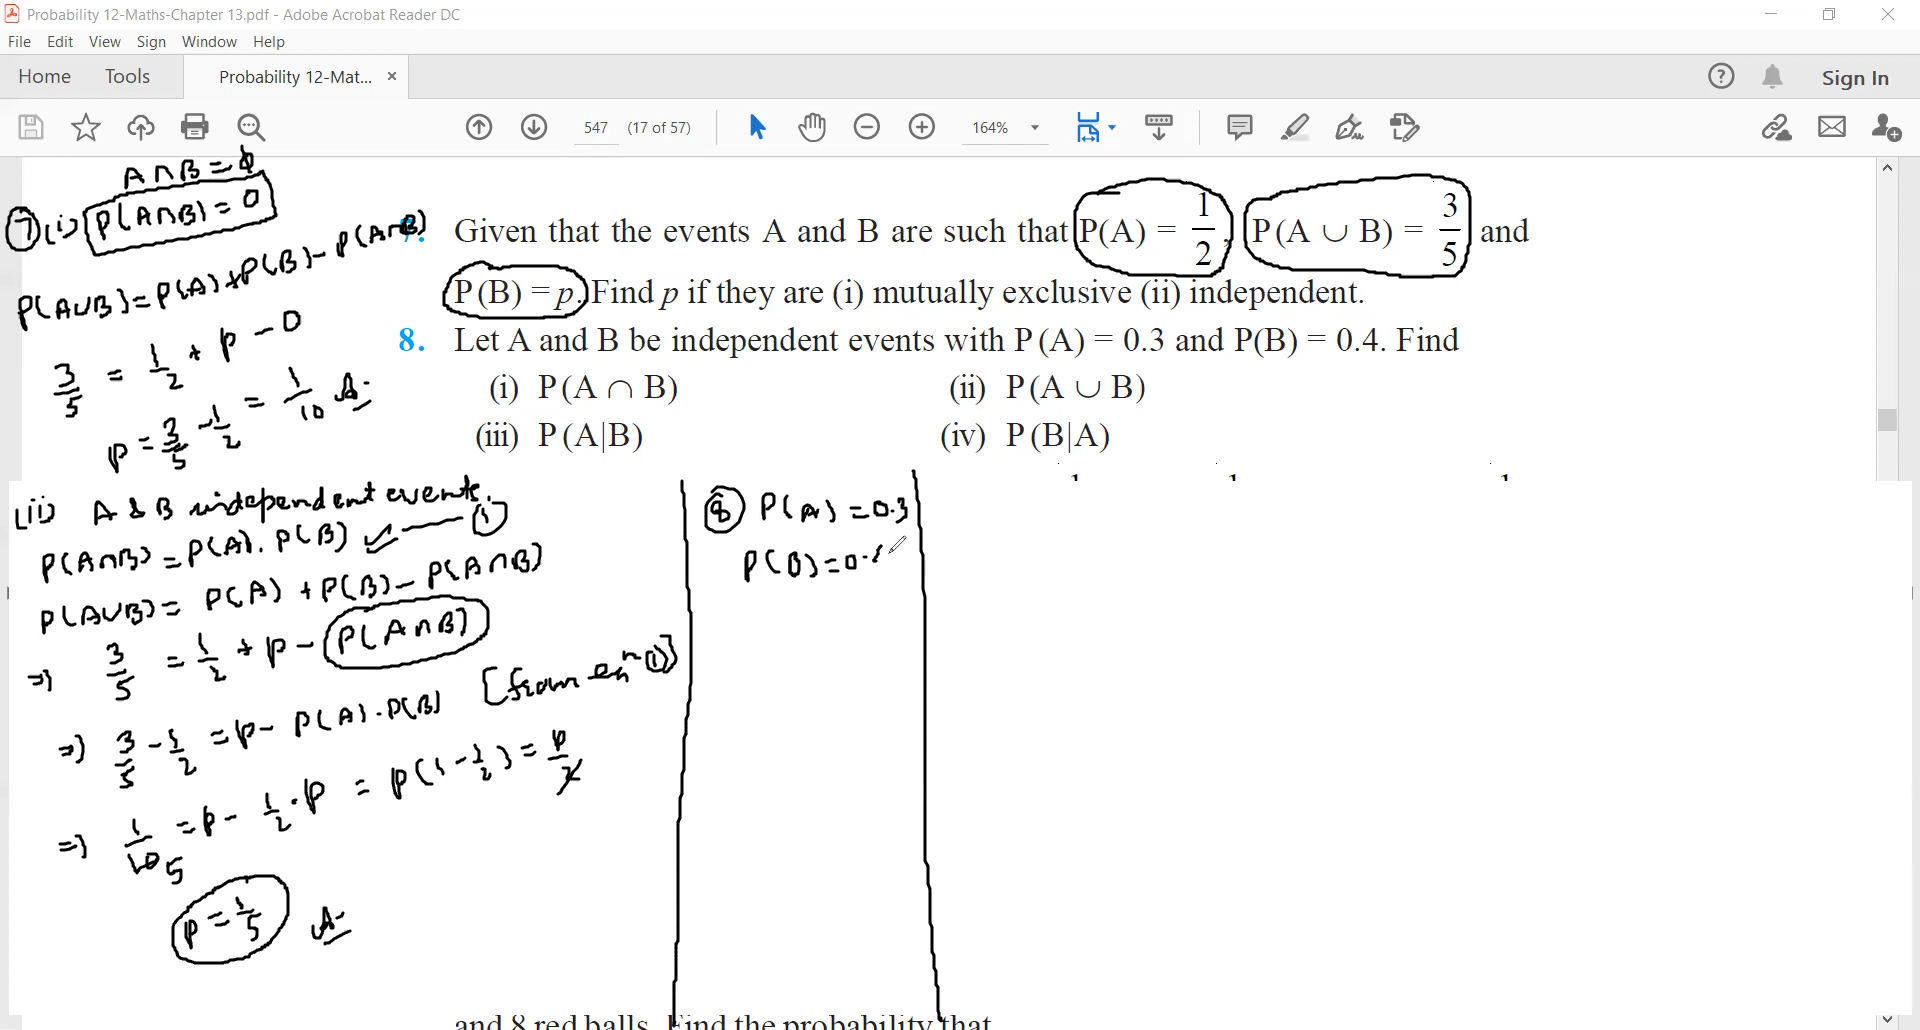 Probability 12-Maths-Chapter 13.pdf - Adobe Acrobat Reader DC
File Edit View Sign Window Help
Home Tools Probability 12-Mat... × Sign In
547 (17 of 57) 164%
A∩B = ϕ
7 (i) P(A∩B) = 0
P(A∪B) = P(A) + P(B) - P(A∩B)
3/5 = 1/2 + p - 0
p = 3/5 - 1/2 = 1/10 A:
7. Given that the events A and B are such that P(A) = 1/2, P(A ∪ B) = 3/5 and
P(B) = p. Find p if they are (i) mutually exclusive (ii) independent.
8. Let A and B be independent events with P(A) = 0.3 and P(B) = 0.4. Find
(i) P(A ∩ B) (ii) P(A ∪ B)
(iii) P(A|B) (iv) P(B|A)
(ii) A & B independent events.
P(A∩B) = P(A). P(B) ✓ — (1)
P(A∪B) = P(A) + P(B) - P(A∩B)
=> 3/5 = 1/2 + p - P(A∩B)
=> 3/5 - 1/2 = p - P(A).P(B) [from eqn (1)]
=> 1/10 = p - 1/2 . p = p(1 - 1/2) = p/2
5
p = 1/5 A:
8 P(A) = 0.3
P(B) = 0.
and 8 red balls. Find the probability that